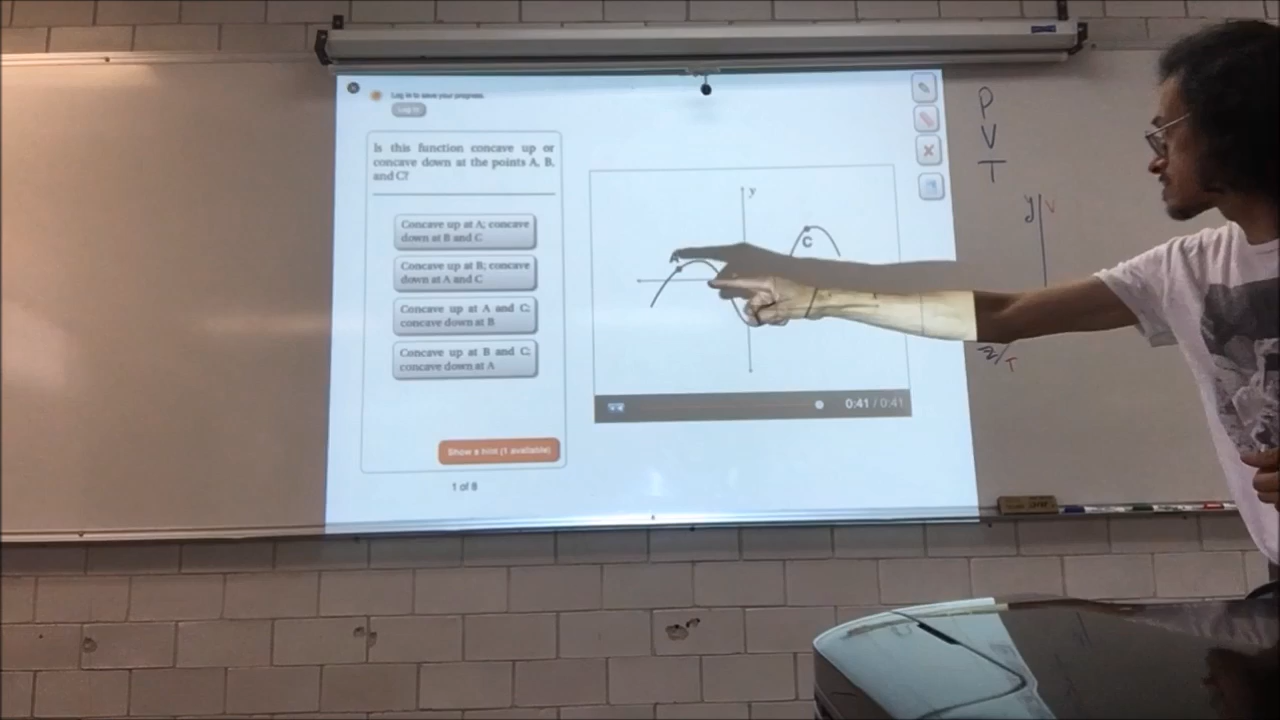 Log in to save your progress.
Log in
Is this function concave up or
concave down at the points A, B,
and C?
Concave up at A; concave
down at B and C
Concave up at B; concave
down at A and C
Concave up at A and C;
concave down at B
Concave up at B and C;
concave down at A
Show a hint (1 available)
1 of 8
y
C
0:41 / 0:41
P
V
T
y/V
z/T